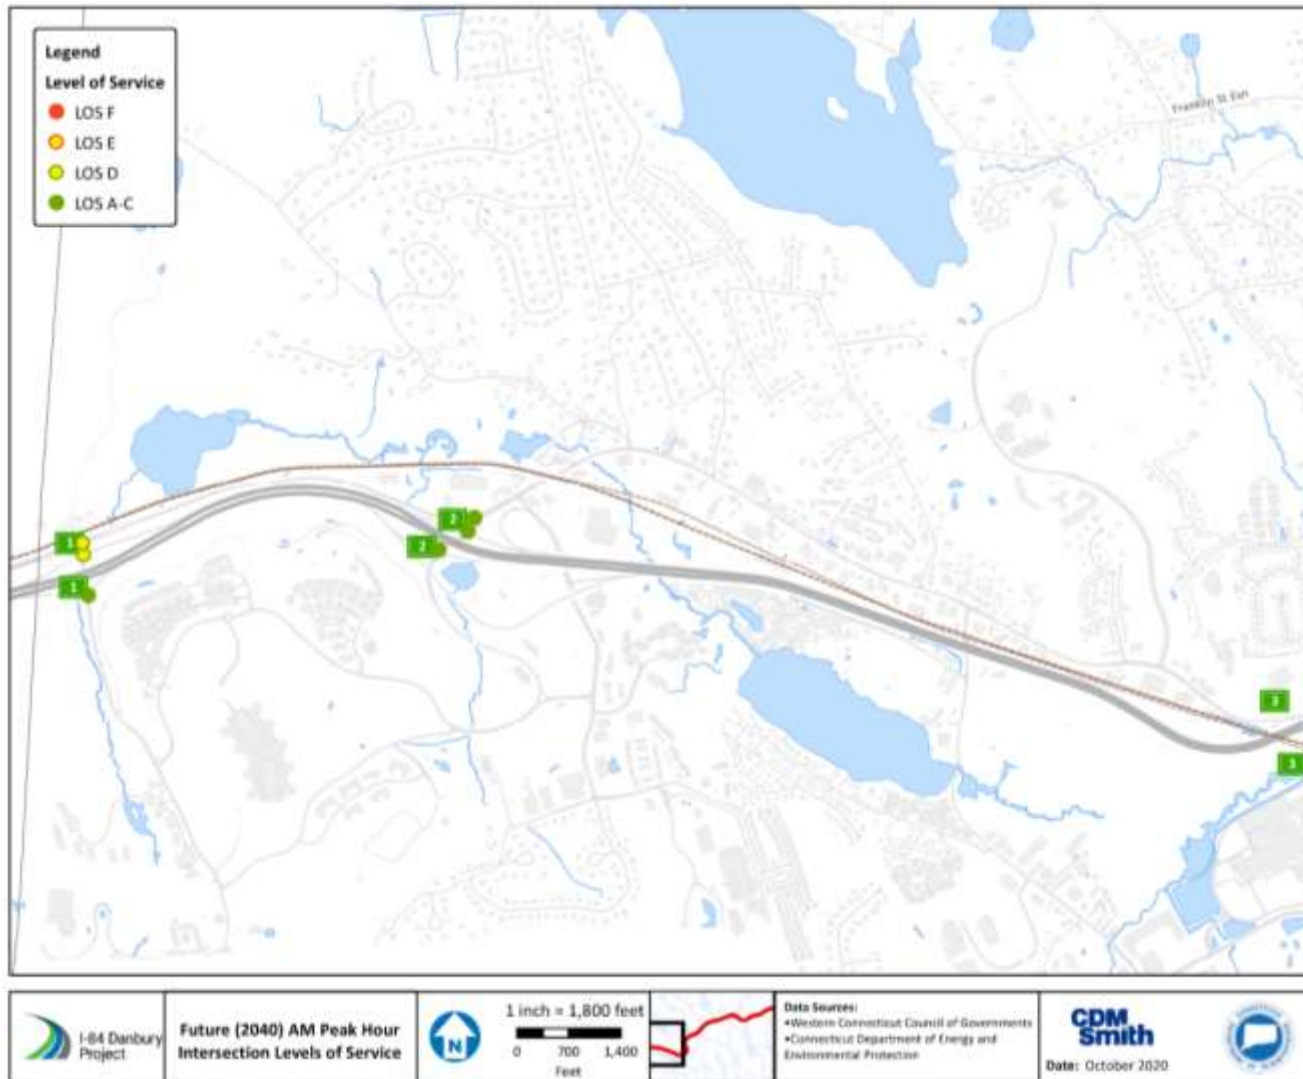 Legend
Level of Service
LOS F
LOS E
LOS D
LOS A-C
Franklin St Ext
1
1
2
2
3
3
I-84 Danbury
Project
Future (2040) AM Peak Hour
Intersection Levels of Service
N
1 inch = 1,800 feet
0 700 1,400
Feet
Data Sources:
•Western Connecticut Council of Governments
•Connecticut Department of Energy and
Environmental Protection
CDM
Smith
Date: October 2020